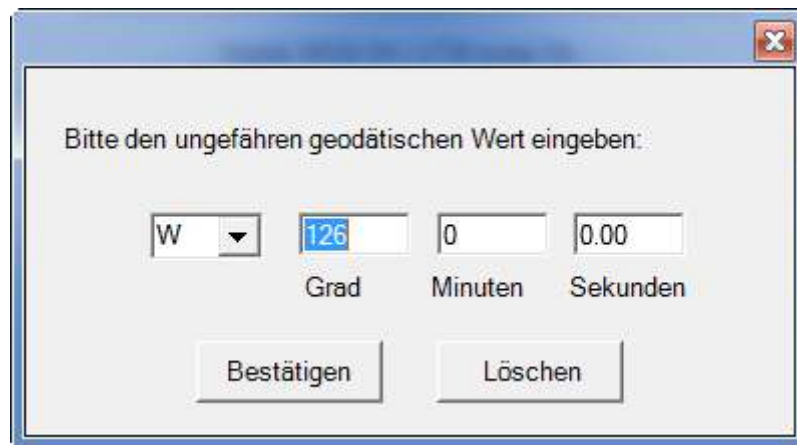 Bitte den ungefähren geodätischen Wert eingeben:
W 126 0 0.00
Grad Minuten Sekunden
Bestätigen Löschen